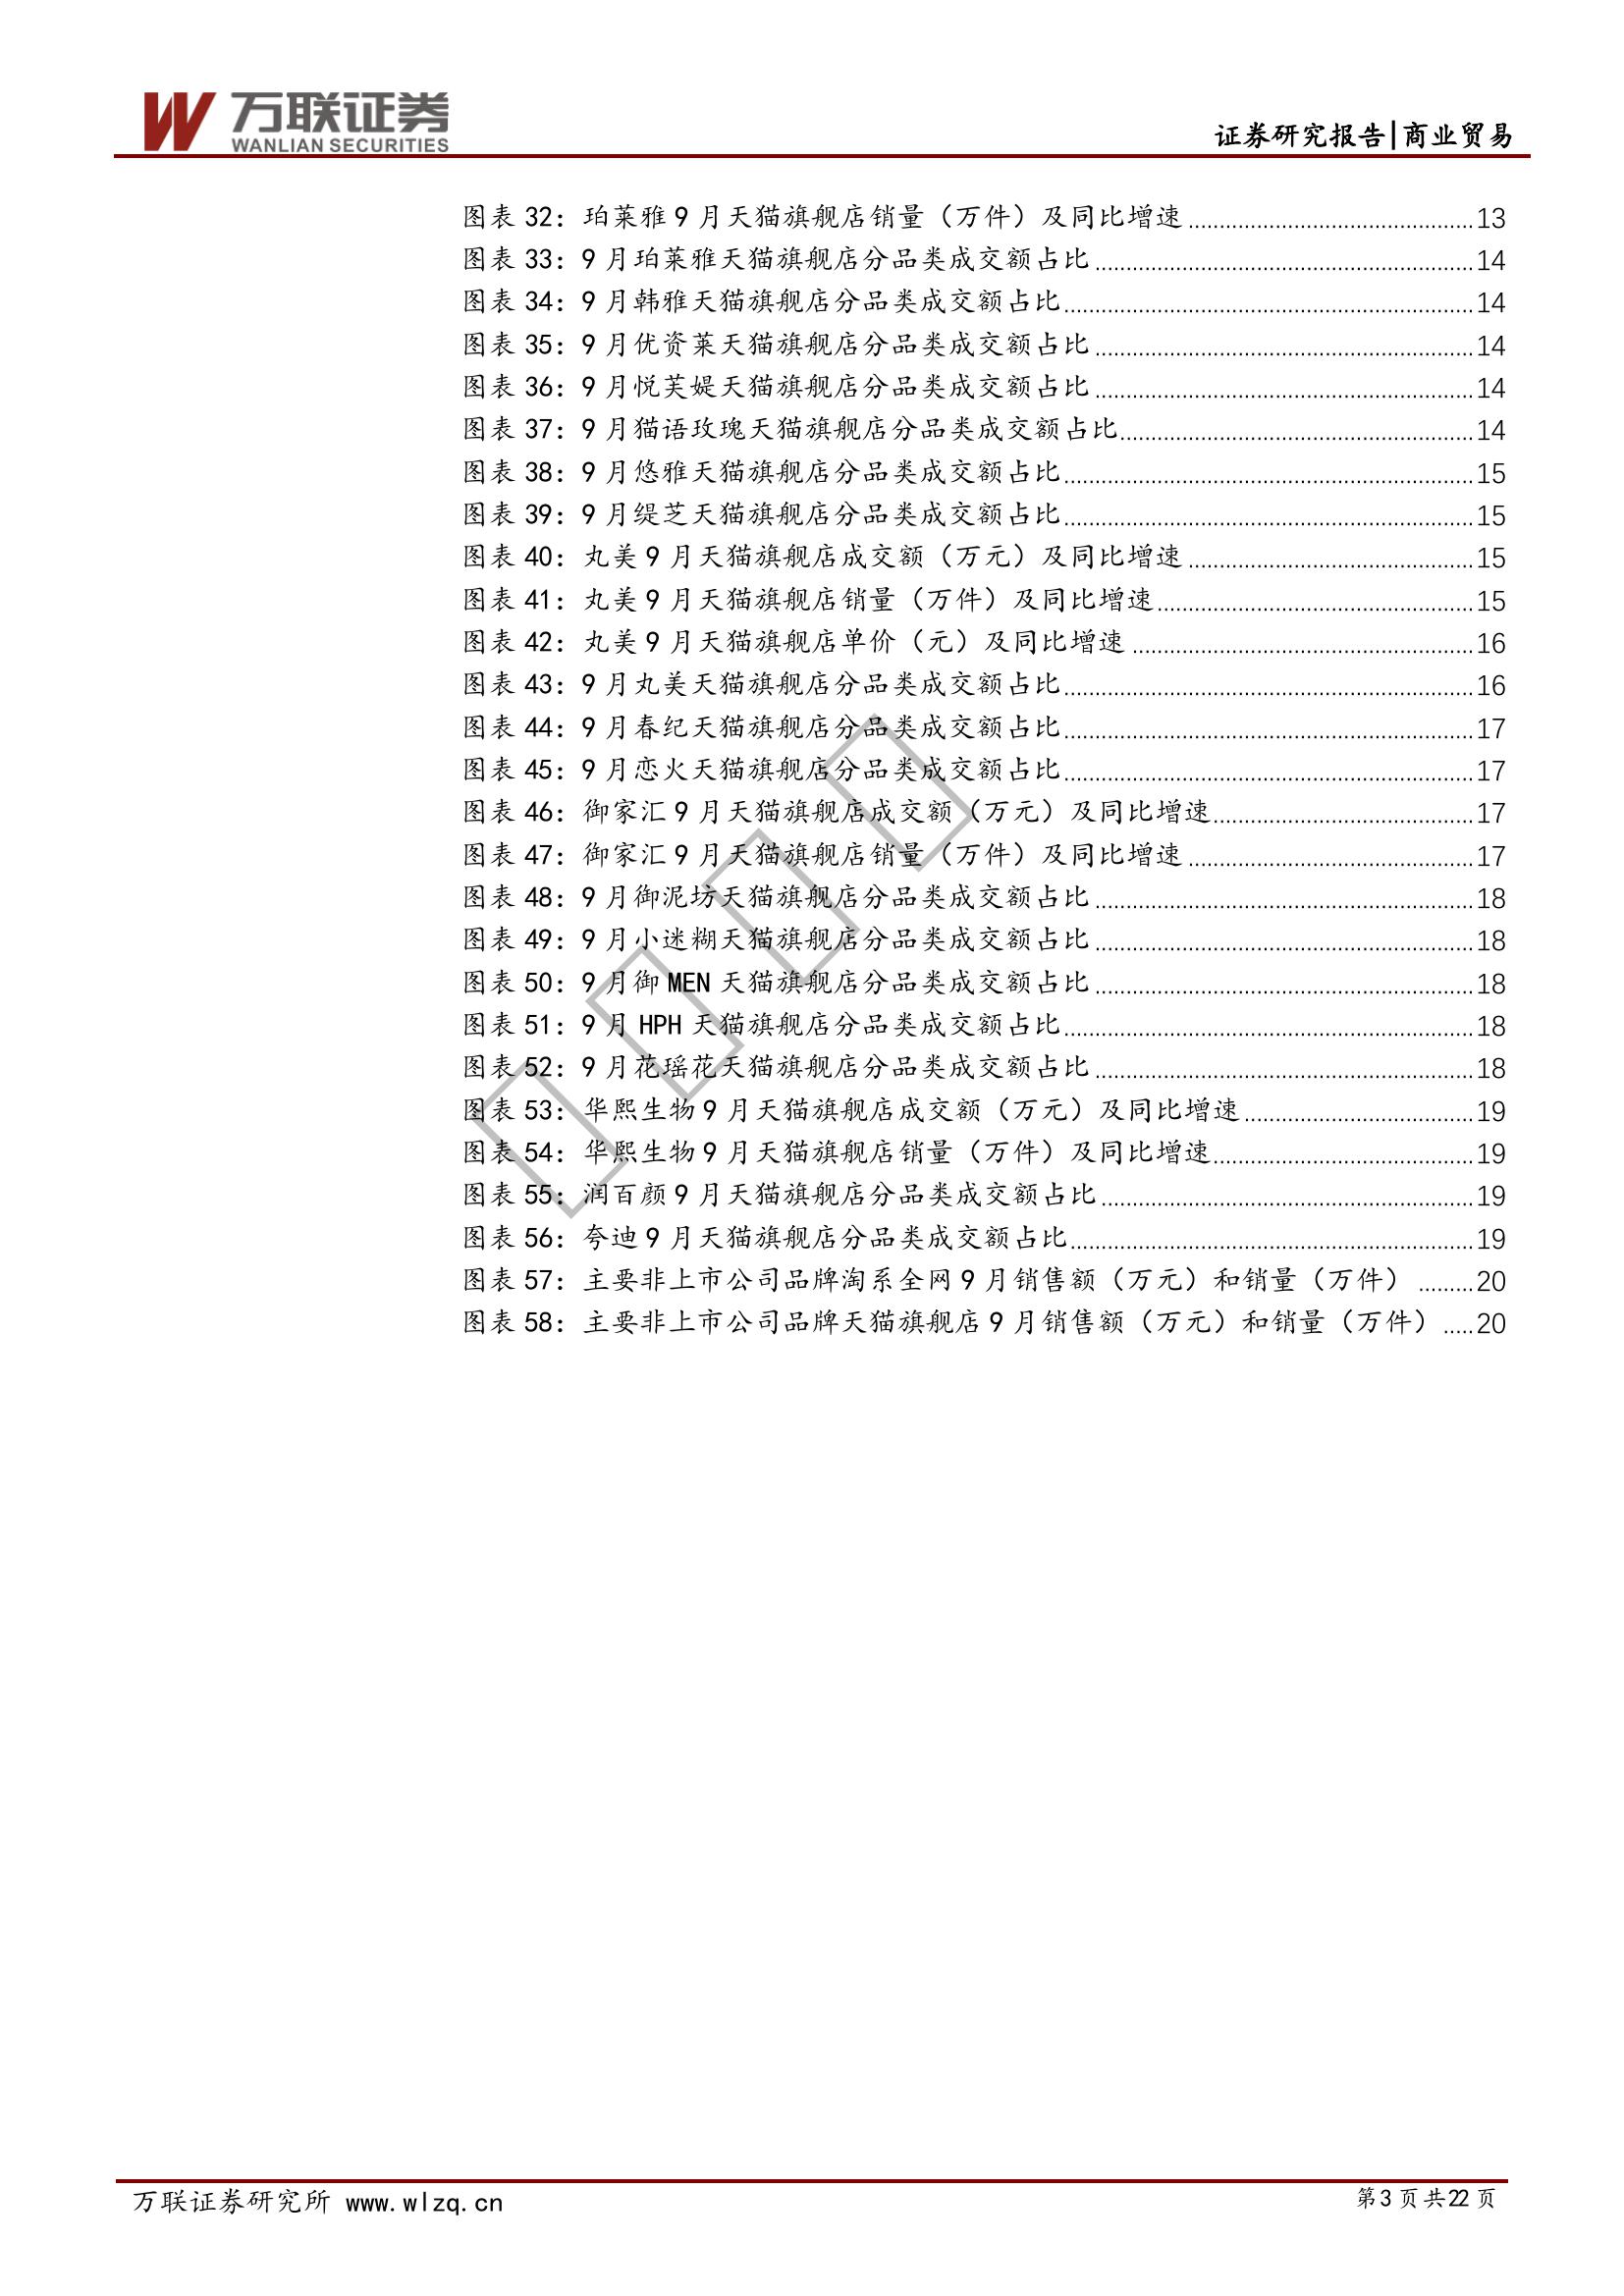 万联证券
WANLIAN SECURITIES
证券研究报告|商业贸易
图表 32：珀莱雅 9 月天猫旗舰店销量（万件）及同比增速 ........ 13
图表 33：9 月珀莱雅天猫旗舰店分品类成交额占比 ........ 14
图表 34：9 月韩雅天猫旗舰店分品类成交额占比 ........ 14
图表 35：9 月优资莱天猫旗舰店分品类成交额占比 ........ 14
图表 36：9 月悦芙媞天猫旗舰店分品类成交额占比 ........ 14
图表 37：9 月猫语玫瑰天猫旗舰店分品类成交额占比 ........ 14
图表 38：9 月悠雅天猫旗舰店分品类成交额占比 ........ 15
图表 39：9 月缇芝天猫旗舰店分品类成交额占比 ........ 15
图表 40：丸美 9 月天猫旗舰店成交额（万元）及同比增速 ........ 15
图表 41：丸美 9 月天猫旗舰店销量（万件）及同比增速 ........ 15
图表 42：丸美 9 月天猫旗舰店单价（元）及同比增速 ........ 16
图表 43：9 月丸美天猫旗舰店分品类成交额占比 ........ 16
图表 44：9 月春纪天猫旗舰店分品类成交额占比 ........ 17
图表 45：9 月恋火天猫旗舰店分品类成交额占比 ........ 17
图表 46：御家汇 9 月天猫旗舰店成交额（万元）及同比增速 ........ 17
图表 47：御家汇 9 月天猫旗舰店销量（万件）及同比增速 ........ 17
图表 48：9 月御泥坊天猫旗舰店分品类成交额占比 ........ 18
图表 49：9 月小迷糊天猫旗舰店分品类成交额占比 ........ 18
图表 50：9 月御 MEN 天猫旗舰店分品类成交额占比 ........ 18
图表 51：9 月 HPH 天猫旗舰店分品类成交额占比 ........ 18
图表 52：9 月花瑶花天猫旗舰店分品类成交额占比 ........ 18
图表 53：华熙生物 9 月天猫旗舰店成交额（万元）及同比增速 ........ 19
图表 54：华熙生物 9 月天猫旗舰店销量（万件）及同比增速 ........ 19
图表 55：润百颜 9 月天猫旗舰店分品类成交额占比 ........ 19
图表 56：夸迪 9 月天猫旗舰店分品类成交额占比 ........ 19
图表 57：主要非上市公司品牌淘系全网 9 月销售额（万元）和销量（万件） ........ 20
图表 58：主要非上市公司品牌天猫旗舰店 9 月销售额（万元）和销量（万件） ..... 20
万联证券研究所 www.wlzq.cn
第 3 页 共 22 页